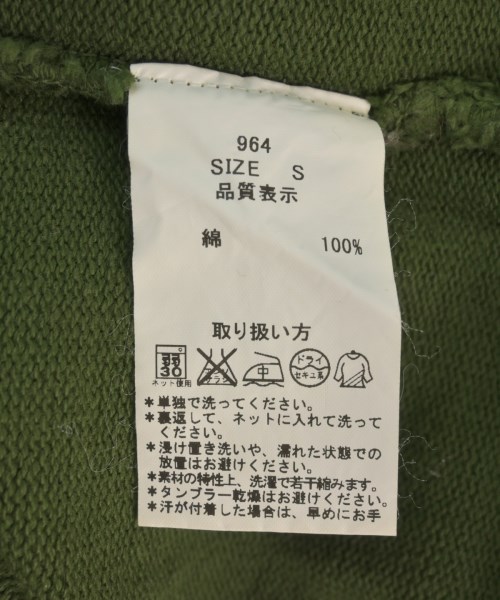 964
SIZE S
品質表示
綿 100%
取り扱い方
弱 30 中 ドライ セキユ系
ネット使用
＊単独で洗ってください。
＊裏返して、ネットに入れて洗って
ください。
＊浸け置き洗いや、濡れた状態での
放置はお避けください。
＊素材の特性上、洗濯で若干縮みます。
＊タンブラー乾燥はお避けください。
＊汗が付着した場合は、早めにお手